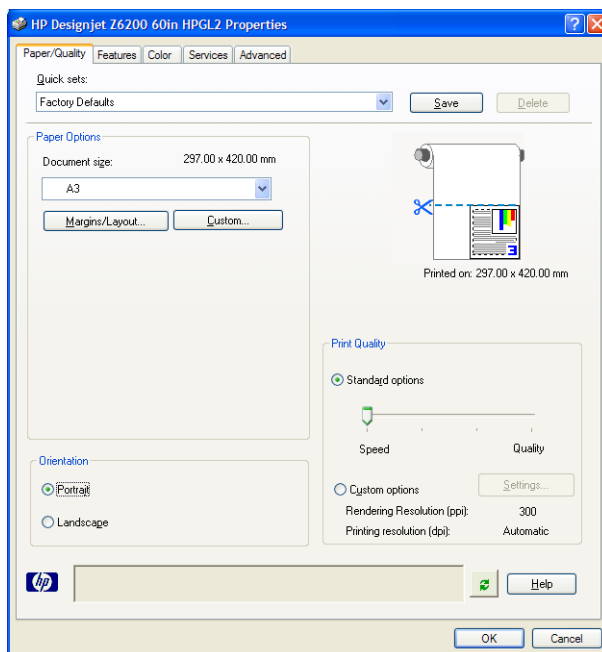 HP Designjet Z6200 60in HPGL2 Properties
Paper/Quality Features Color Services Advanced
Quick sets:
Factory Defaults
Save
Delete
Paper Options
Document size: 297.00 x 420.00 mm
A3
Margins/Layout...
Custom...
3
Printed on: 297.00 x 420.00 mm
Print Quality
Standard options
Speed
Quality
Custom options
Settings...
Rendering Resolution (ppi): 300
Printing resolution (dpi): Automatic
Orientation
Portrait
Landscape
hp
Help
OK
Cancel